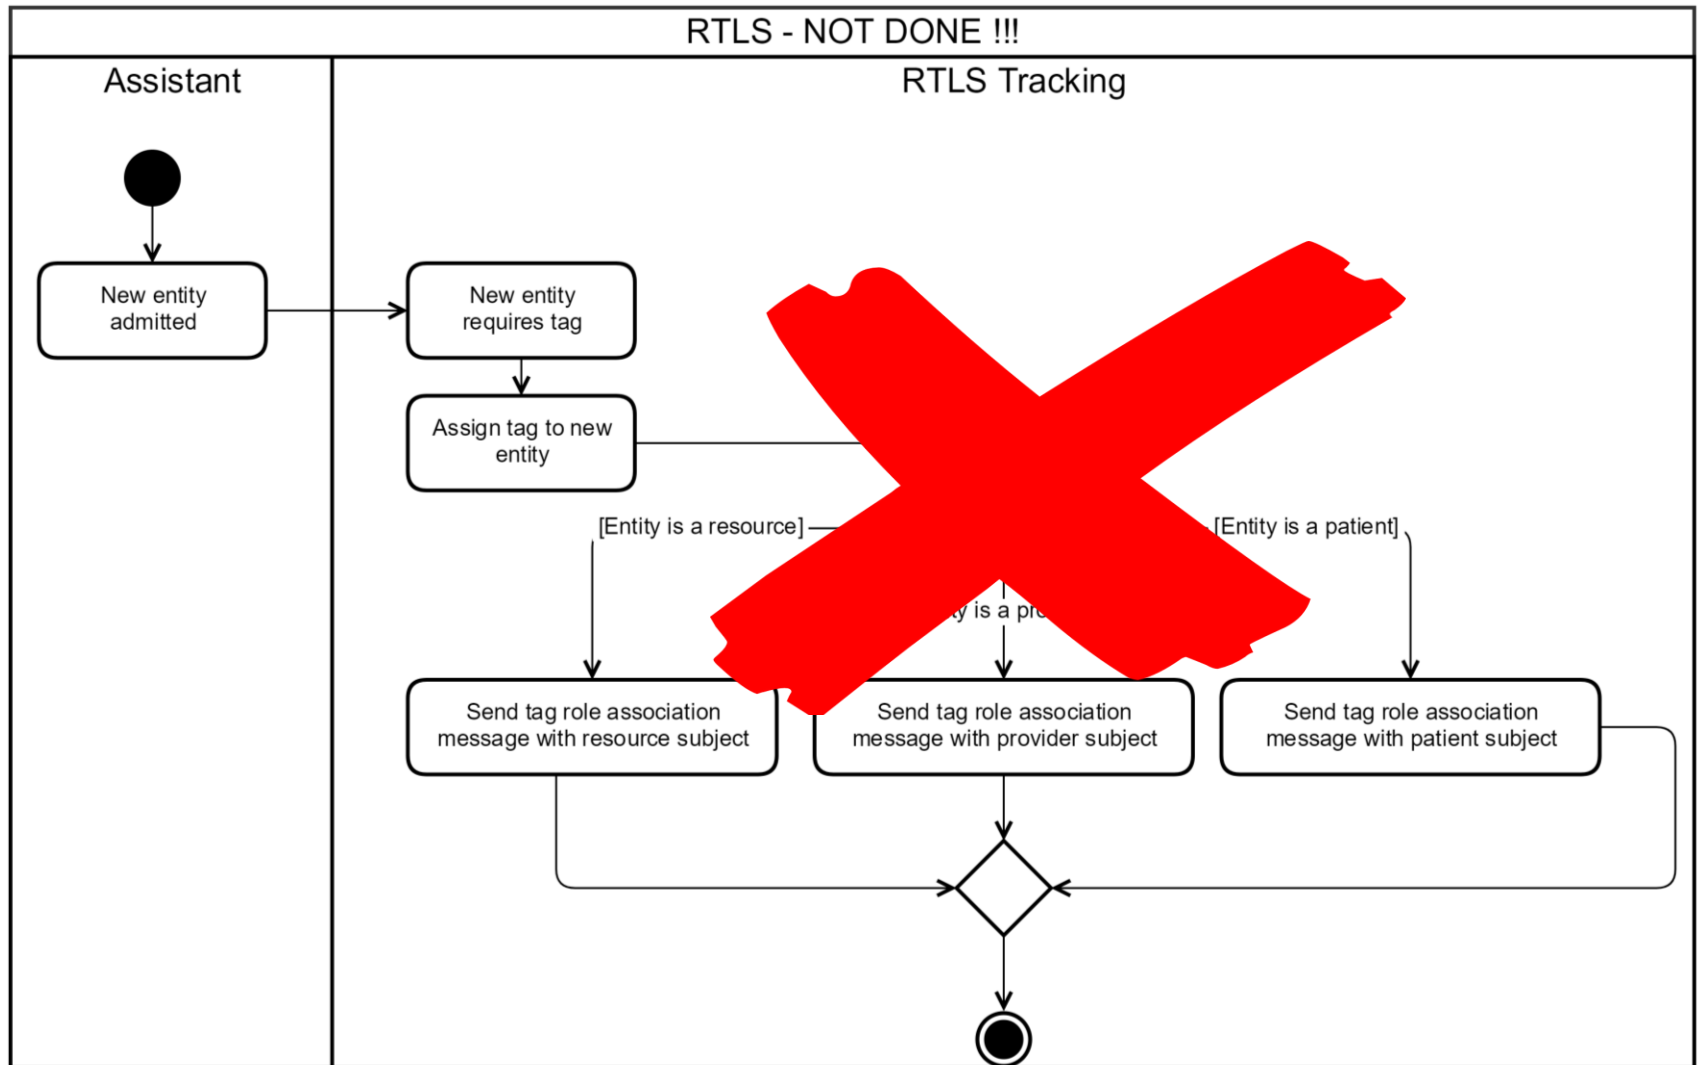 RTLS - NOT DONE !!!
Assistant
RTLS Tracking
New entity
admitted
New entity
requires tag
Assign tag to new
entity
[Entity is a resource]
[Entity is a patient]
is a
Send tag role association
message with resource subject
Send tag role association
message with provider subject
Send tag role association
message with patient subject